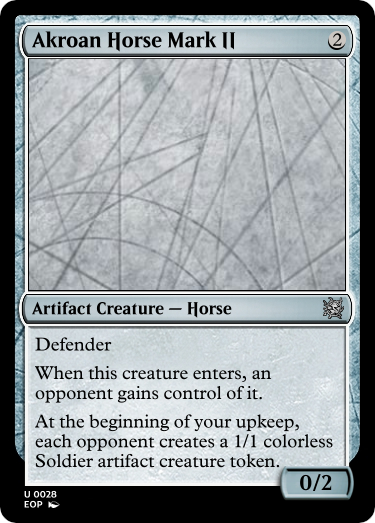 Akroan Horse Mark II
2
Artifact Creature — Horse
Defender
When this creature enters, an
opponent gains control of it.
At the beginning of your upkeep,
each opponent creates a 1/1 colorless
Soldier artifact creature token.
0/2
U 0028
EOP